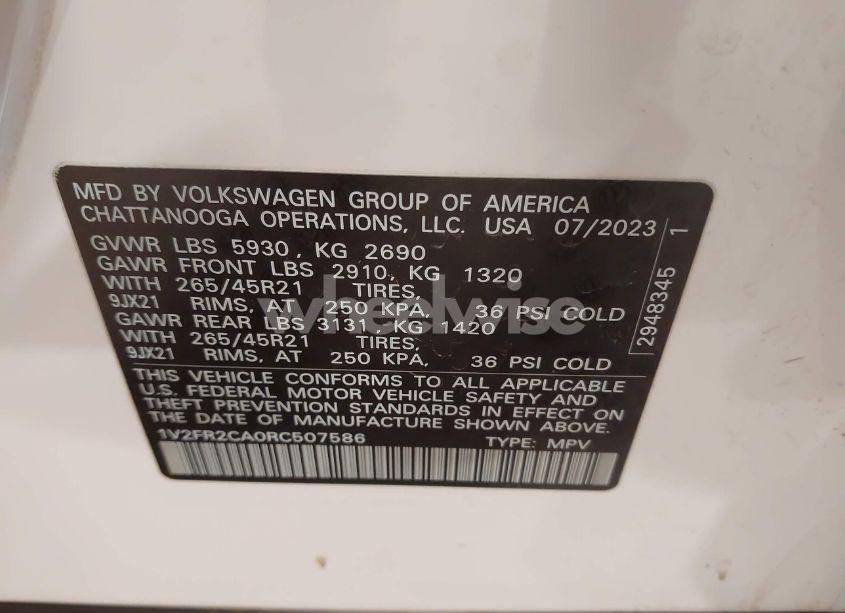 MFD BY VOLKSWAGEN GROUP OF AMERICA
CHATTANOOGA OPERATIONS, LLC. USA 07/2023
GVWR LBS 5930, KG 2690
GAWR FRONT LBS 2910, KG 1320
WITH 265/45R21 TIRES,
9JX21 RIMS, AT 250 KPA, 36 PSI COLD
GAWR REAR LBS 3131, KG 1420
WITH 265/45R21 TIRES,
9JX21 RIMS, AT 250 KPA, 36 PSI COLD
THIS VEHICLE CONFORMS TO ALL APPLICABLE
U.S. FEDERAL MOTOR VEHICLE SAFETY AND
THEFT PREVENTION STANDARDS IN EFFECT ON
THE DATE OF MANUFACTURE SHOWN ABOVE.
1V2FR2CA0RC507586 TYPE: MPV
2948345 1
wheelwise